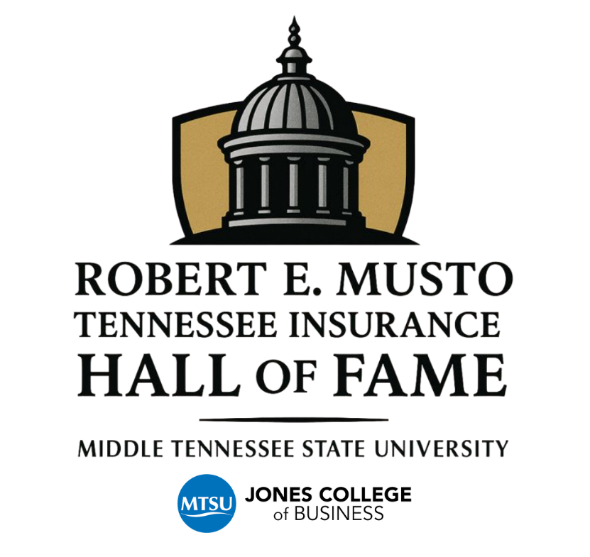 ROBERT E. MUSTO
TENNESSEE INSURANCE
HALL OF FAME
MIDDLE TENNESSEE STATE UNIVERSITY
MTSU
JONES COLLEGE
of BUSINESS